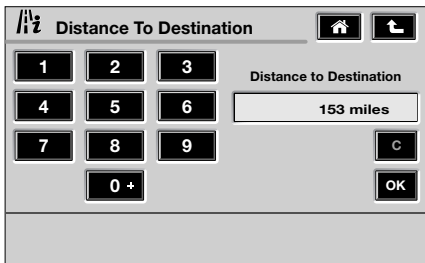 i Distance To Destination
1 2 3
Distance to Destination
4 5 6
153 miles
7 8 9
C
0 +
OK